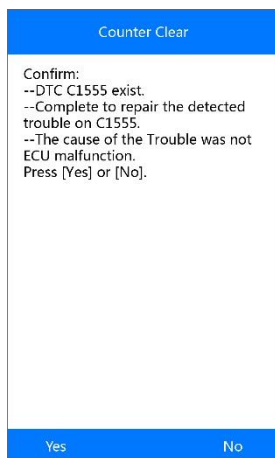 Counter Clear
Confirm:
--DTC C1555 exist.
--Complete to repair the detected
trouble on C1555.
--The cause of the Trouble was not
ECU malfunction.
Press [Yes] or [No].
Yes
No